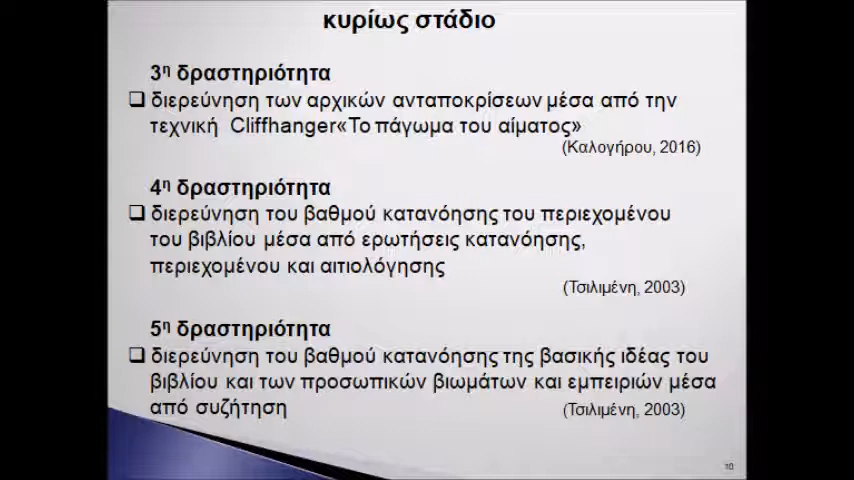 κυρίως στάδιο
3η δραστηριότητα
❑ διερεύνηση των αρχικών ανταποκρίσεων μέσα από την
τεχνική Cliffhanger«Το πάγωμα του αίματος»
(Καλογήρου, 2016)
4η δραστηριότητα
❑ διερεύνηση του βαθμού κατανόησης του περιεχομένου
του βιβλίου μέσα από ερωτήσεις κατανόησης,
περιεχομένου και αιτιολόγησης
(Τσιλιμένη, 2003)
5η δραστηριότητα
❑ διερεύνηση του βαθμού κατανόησης της βασικής ιδέας του
βιβλίου και των προσωπικών βιωμάτων και εμπειριών μέσα
από συζήτηση
(Τσιλιμένη, 2003)
10